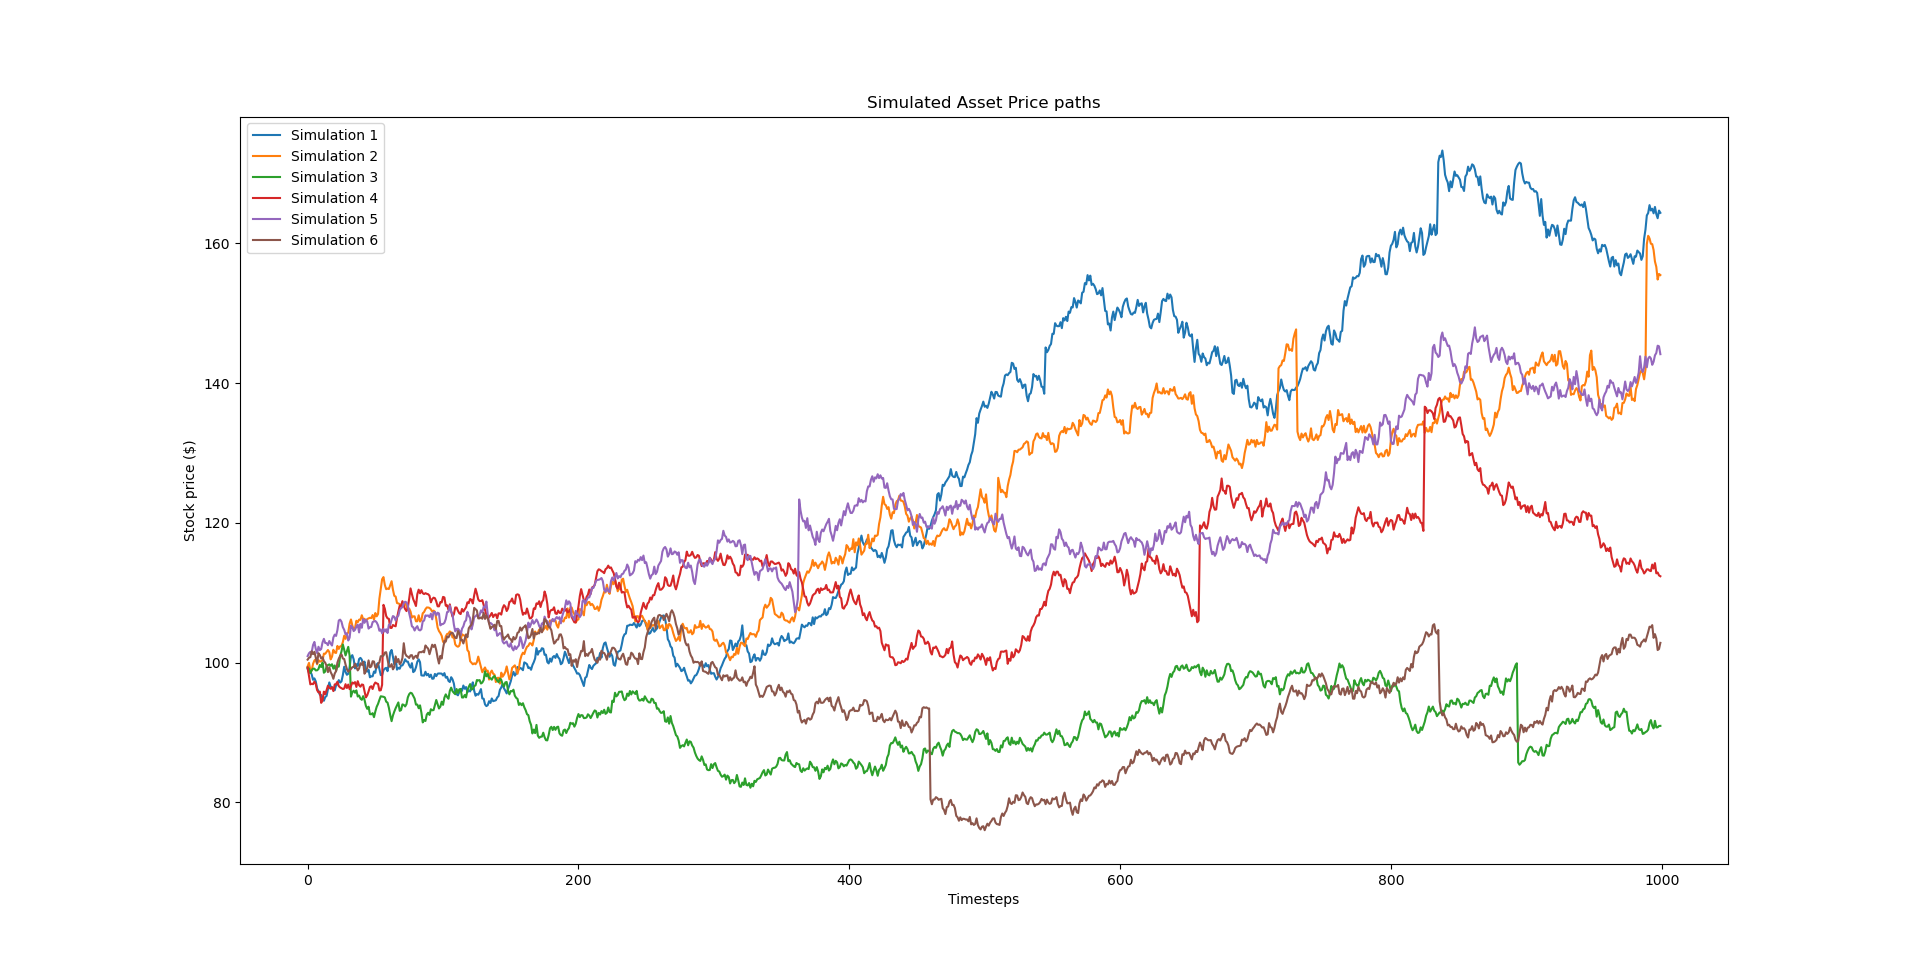 Simulated Asset Price paths
Simulation 1
Simulation 2
Simulation 3
Simulation 4
Simulation 5
Simulation 6
160
140
120
100
80
Stock price ($)
0 200 400 600 800 1000
Timesteps